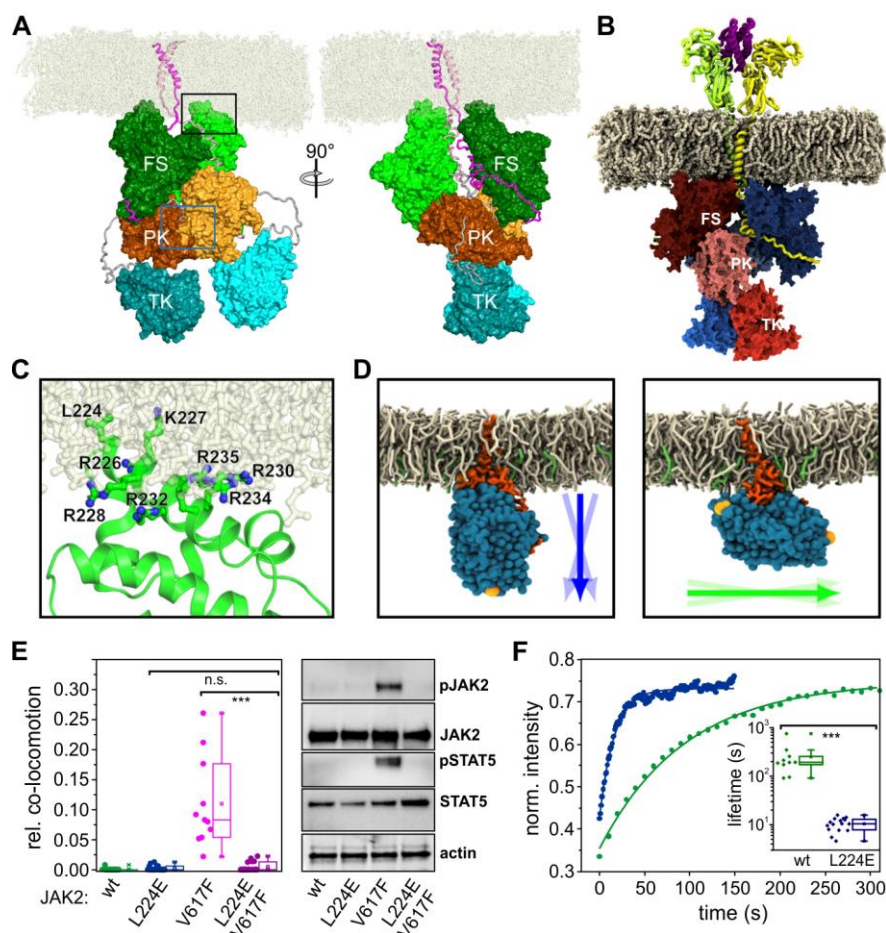 A
FS
PK
TK
90°
FS
PK
TK
B
FS
PK
TK
C
L224
K227
R226
R235
R230
R228
R232
R234
D
E
rel. co-locomotion
0.30
0.25
0.20
0.15
0.10
0.05
0.00
n.s.
***
JAK2:
wt
L224E
V617F
L224E
V617F
pJAK2
JAK2
pSTAT5
STAT5
actin
wt
L224E
V617F
L224E
V617F
F
norm. intensity
0.8
0.7
0.6
0.5
0.4
0.3
0 50 100 150 200 250 300
time (s)
lifetime (s)
10³
10²
10¹
***
wt L224E